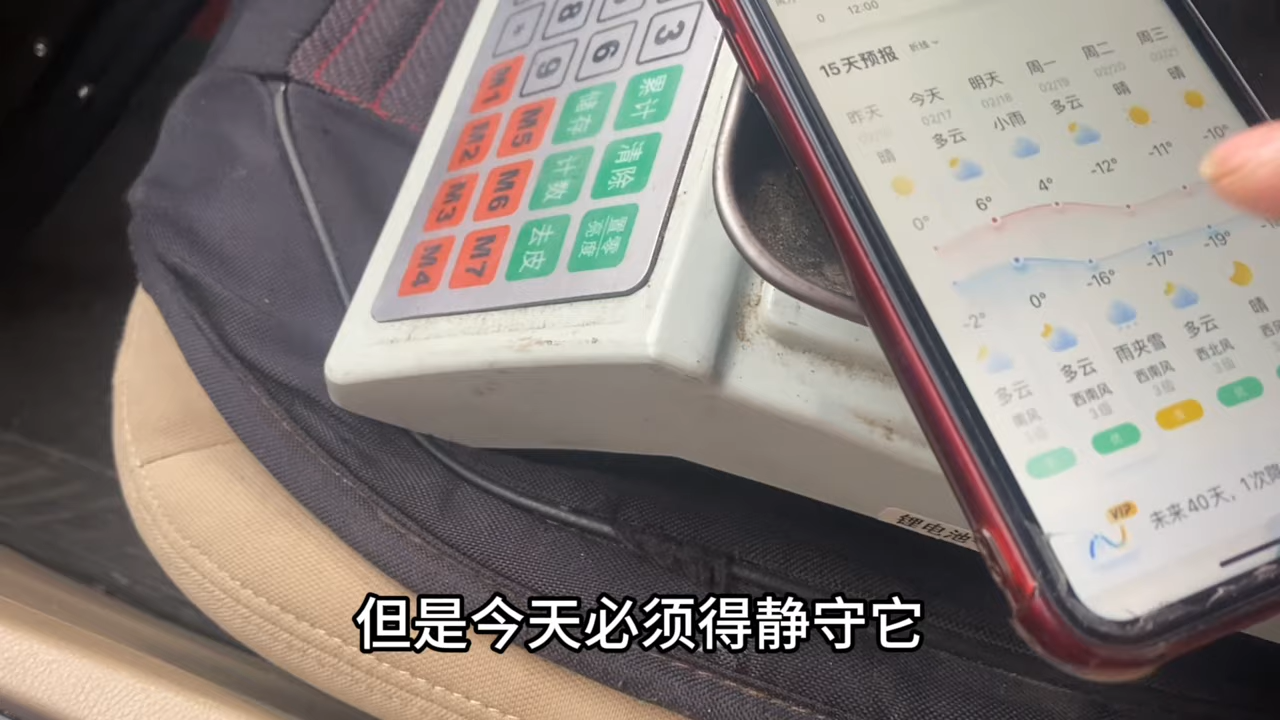 3
6
8
9
累计
清除
置零
亮度
储存
计数
去皮
M1
M2
M3
M4
M5
M6
M7
锂电池
0 12:00
15天预报
昨天 今天 明天 周一 周二 周三
02/17 02/18 02/19 02/20 02/21
晴 多云 小雨 多云 晴 晴
0° 6° 4° -12° -11° -10°
-2° 0° -16° -17° -19°
多云 多云 雨夹雪 多云 晴
南风 西南风 西南风 西北风
3级 3级 3级
VIP
未来40天，1次降
但是今天必须得静守它